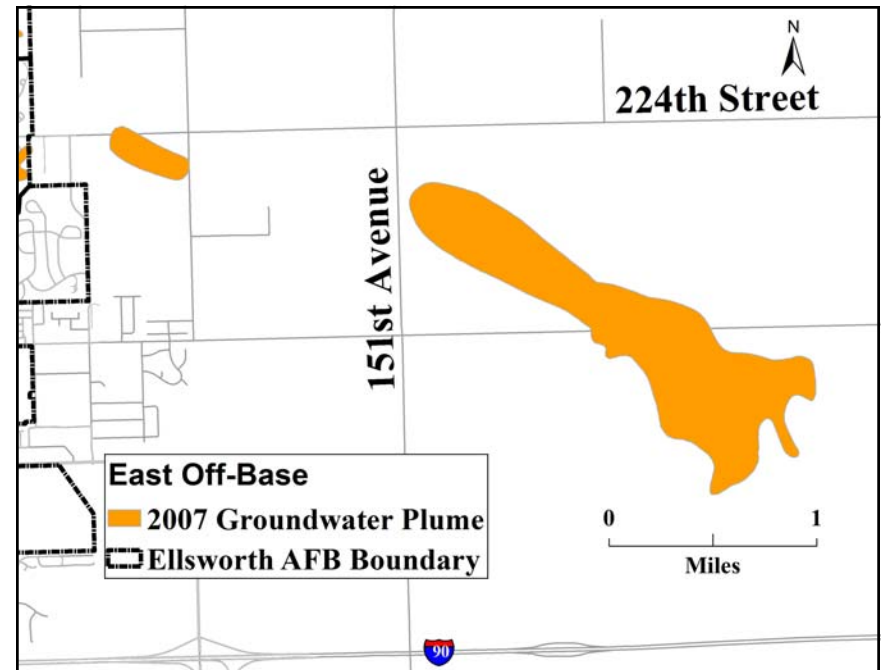 N
224th Street
151st Avenue
East Off-Base
2007 Groundwater Plume
Ellsworth AFB Boundary
0 1
Miles
90